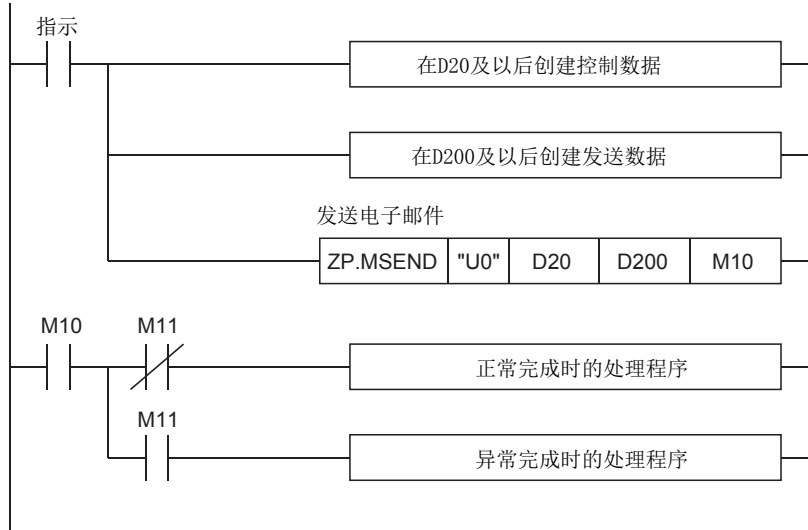 指示
在D20及以后创建控制数据
在D200及以后创建发送数据
发送电子邮件
ZP.MSEND "U0" D20 D200 M10
M10 M11
正常完成时的处理程序
M11
异常完成时的处理程序